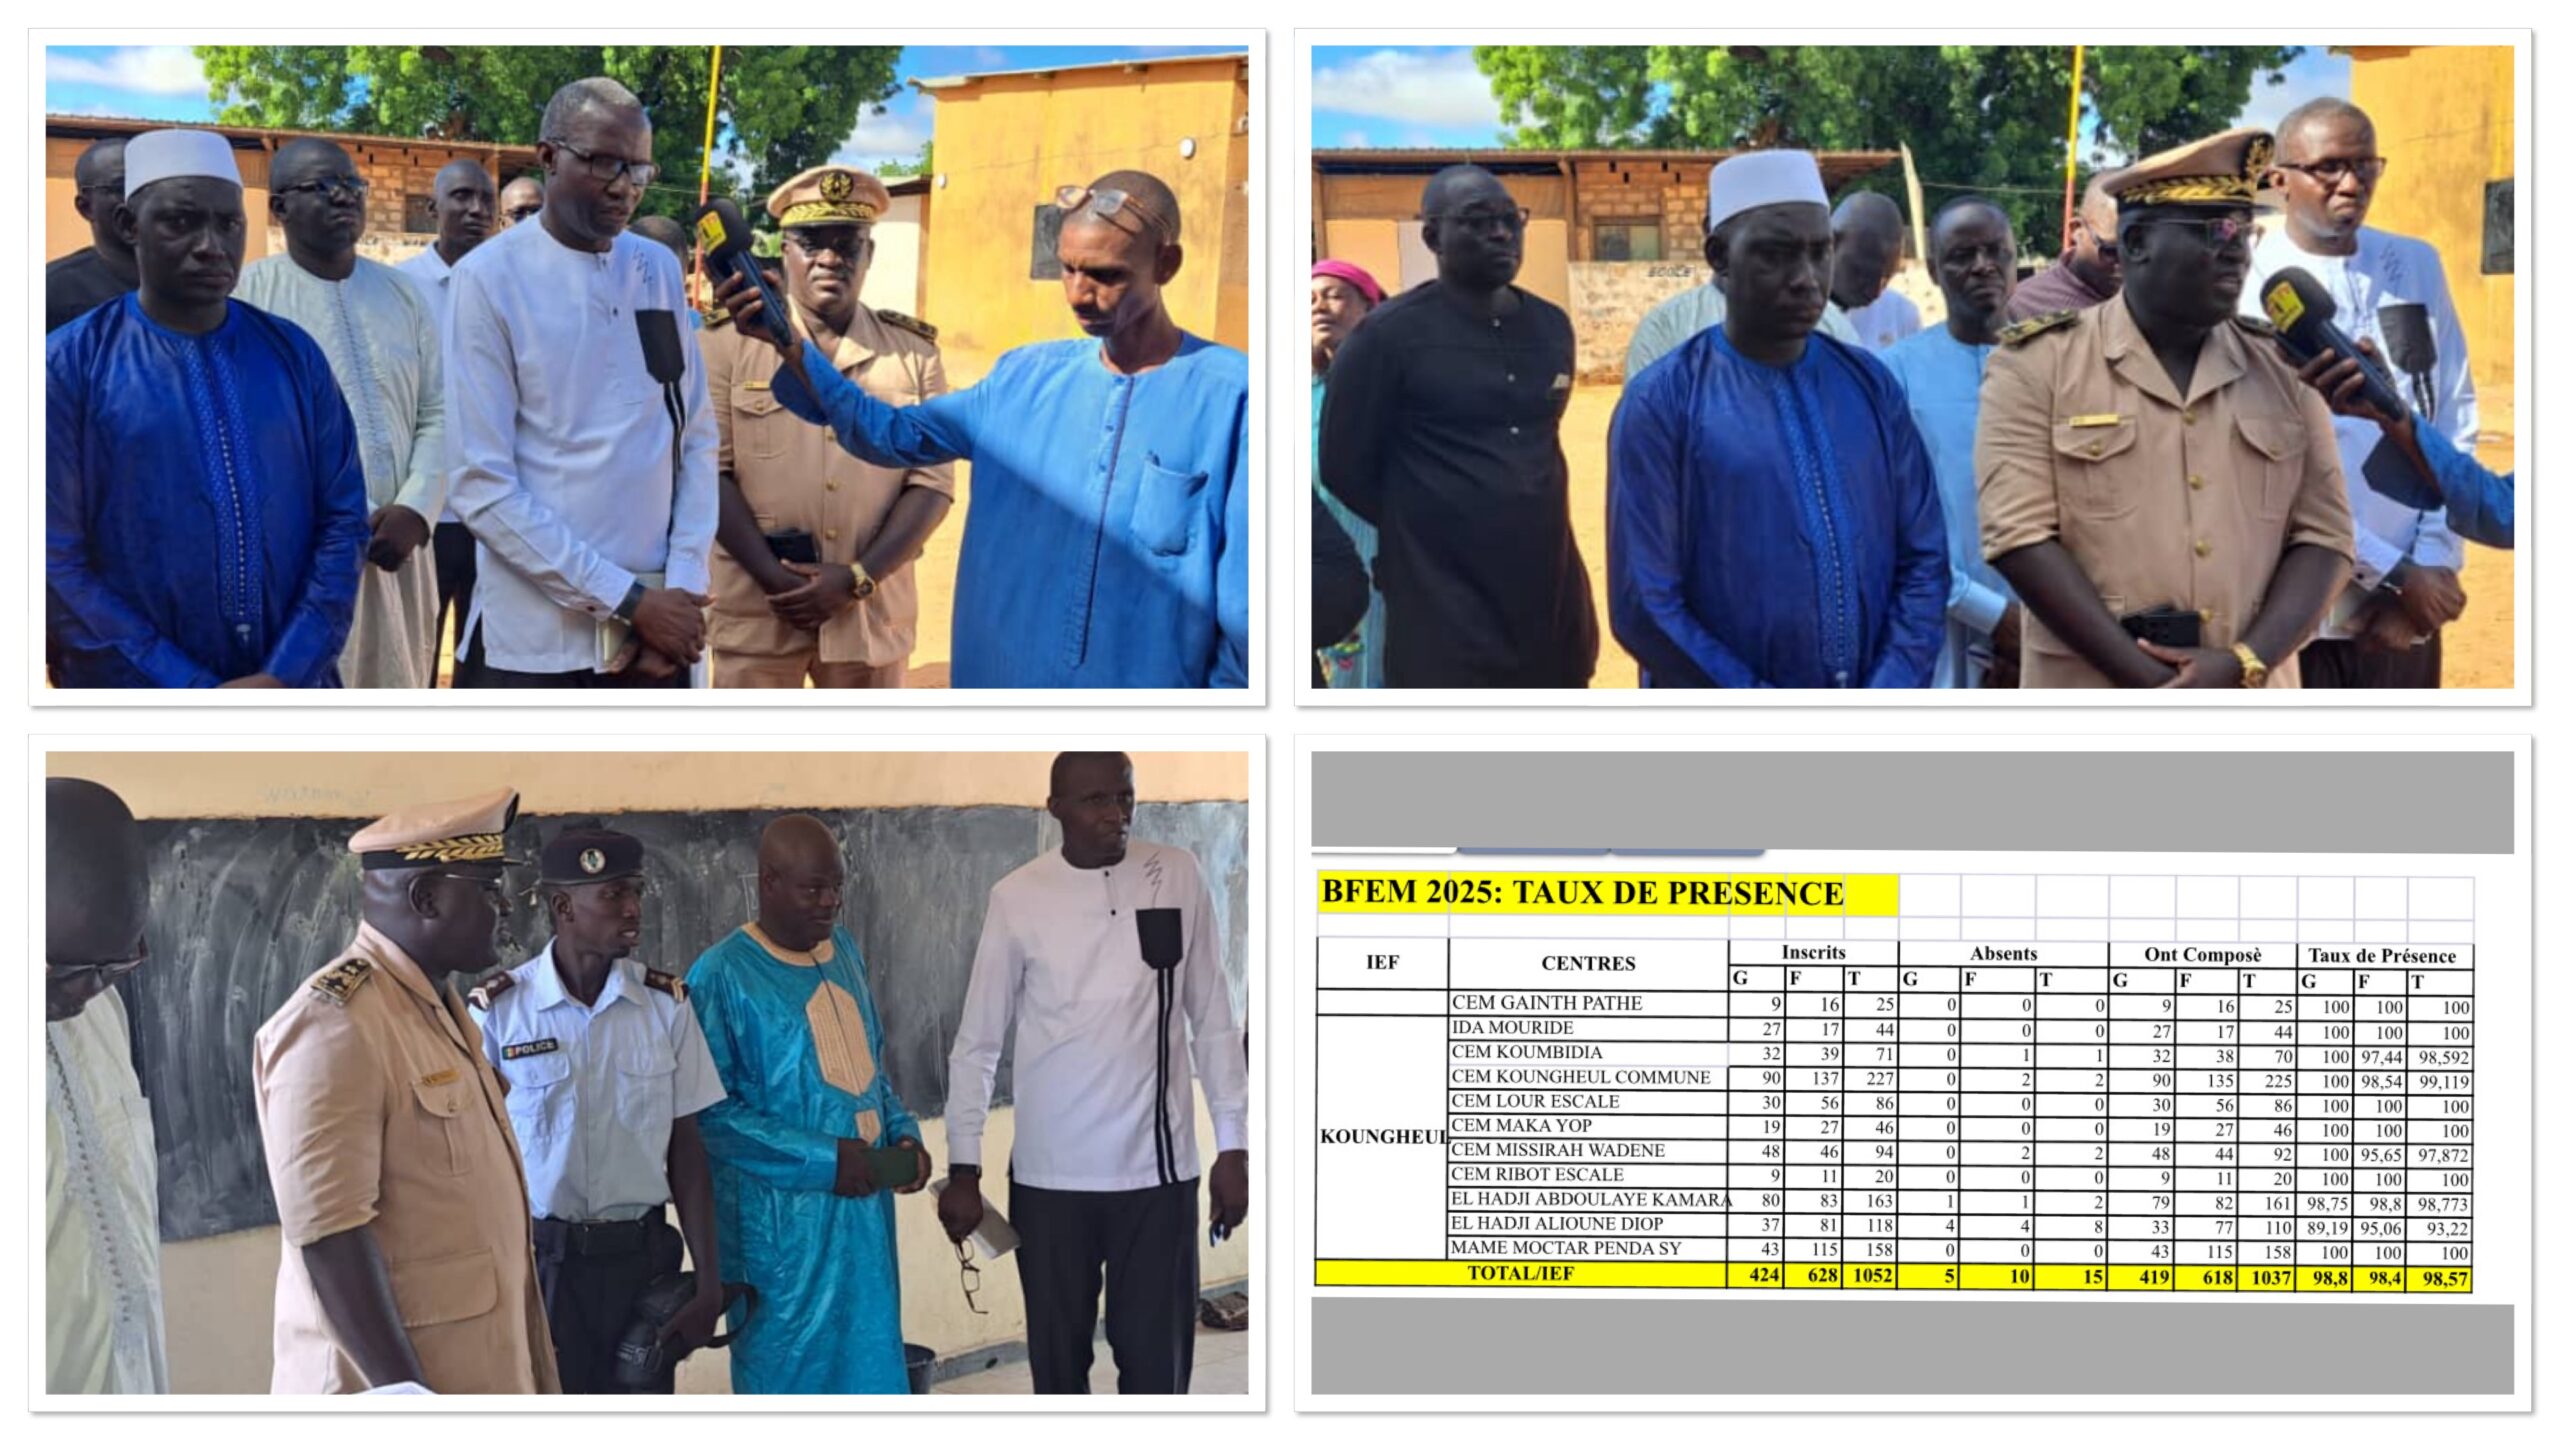 ECOLE
POLICE
BFEM 2025: TAUX DE PRESENCE
IEF CENTRES Inscrits Absents Ont Composè Taux de Présence
G F T G F T G F T G F T
CEM GAINTH PATHE 9 16 25 0 0 0 9 16 25 100 100 100
IDA MOURIDE 27 17 44 0 0 0 27 17 44 100 100 100
CEM KOUMBIDIA 32 39 71 0 1 1 32 38 70 100 97,44 98,592
CEM KOUNGHEUL COMMUNE 90 137 227 0 2 2 90 135 225 100 98,54 99,119
CEM LOUR ESCALE 30 56 86 0 0 0 30 56 86 100 100 100
KOUNGHEUL CEM MAKA YOP 19 27 46 0 0 0 19 27 46 100 100 100
CEM MISSIRAH WADENE 48 46 94 0 2 2 48 44 92 100 95,65 97,872
CEM RIBOT ESCALE 9 11 20 0 0 0 9 11 20 100 100 100
EL HADJI ABDOULAYE KAMARA 80 83 163 1 1 2 79 82 161 98,75 98,8 98,773
EL HADJI ALIOUNE DIOP 37 81 118 4 4 8 33 77 110 89,19 95,06 93,22
MAME MOCTAR PENDA SY 43 115 158 0 0 0 43 115 158 100 100 100
TOTAL/IEF 424 628 1052 5 10 15 419 618 1037 98,8 98,4 98,57